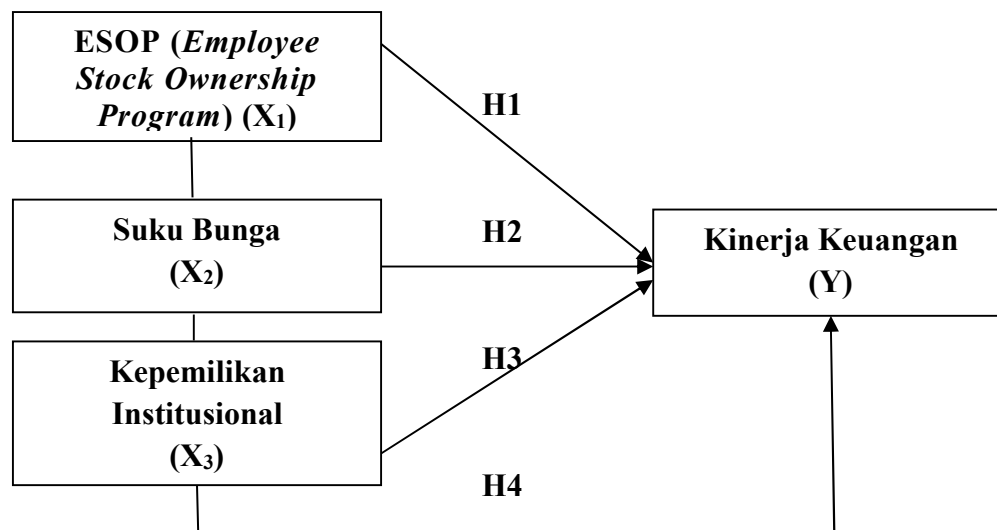 ESOP (Employee
Stock Ownership
Program) (X₁)
H1
Suku Bunga
(X₂)
H2
Kinerja Keuangan
(Y)
Kepemilikan
Institusional
(X₃)
H3
H4